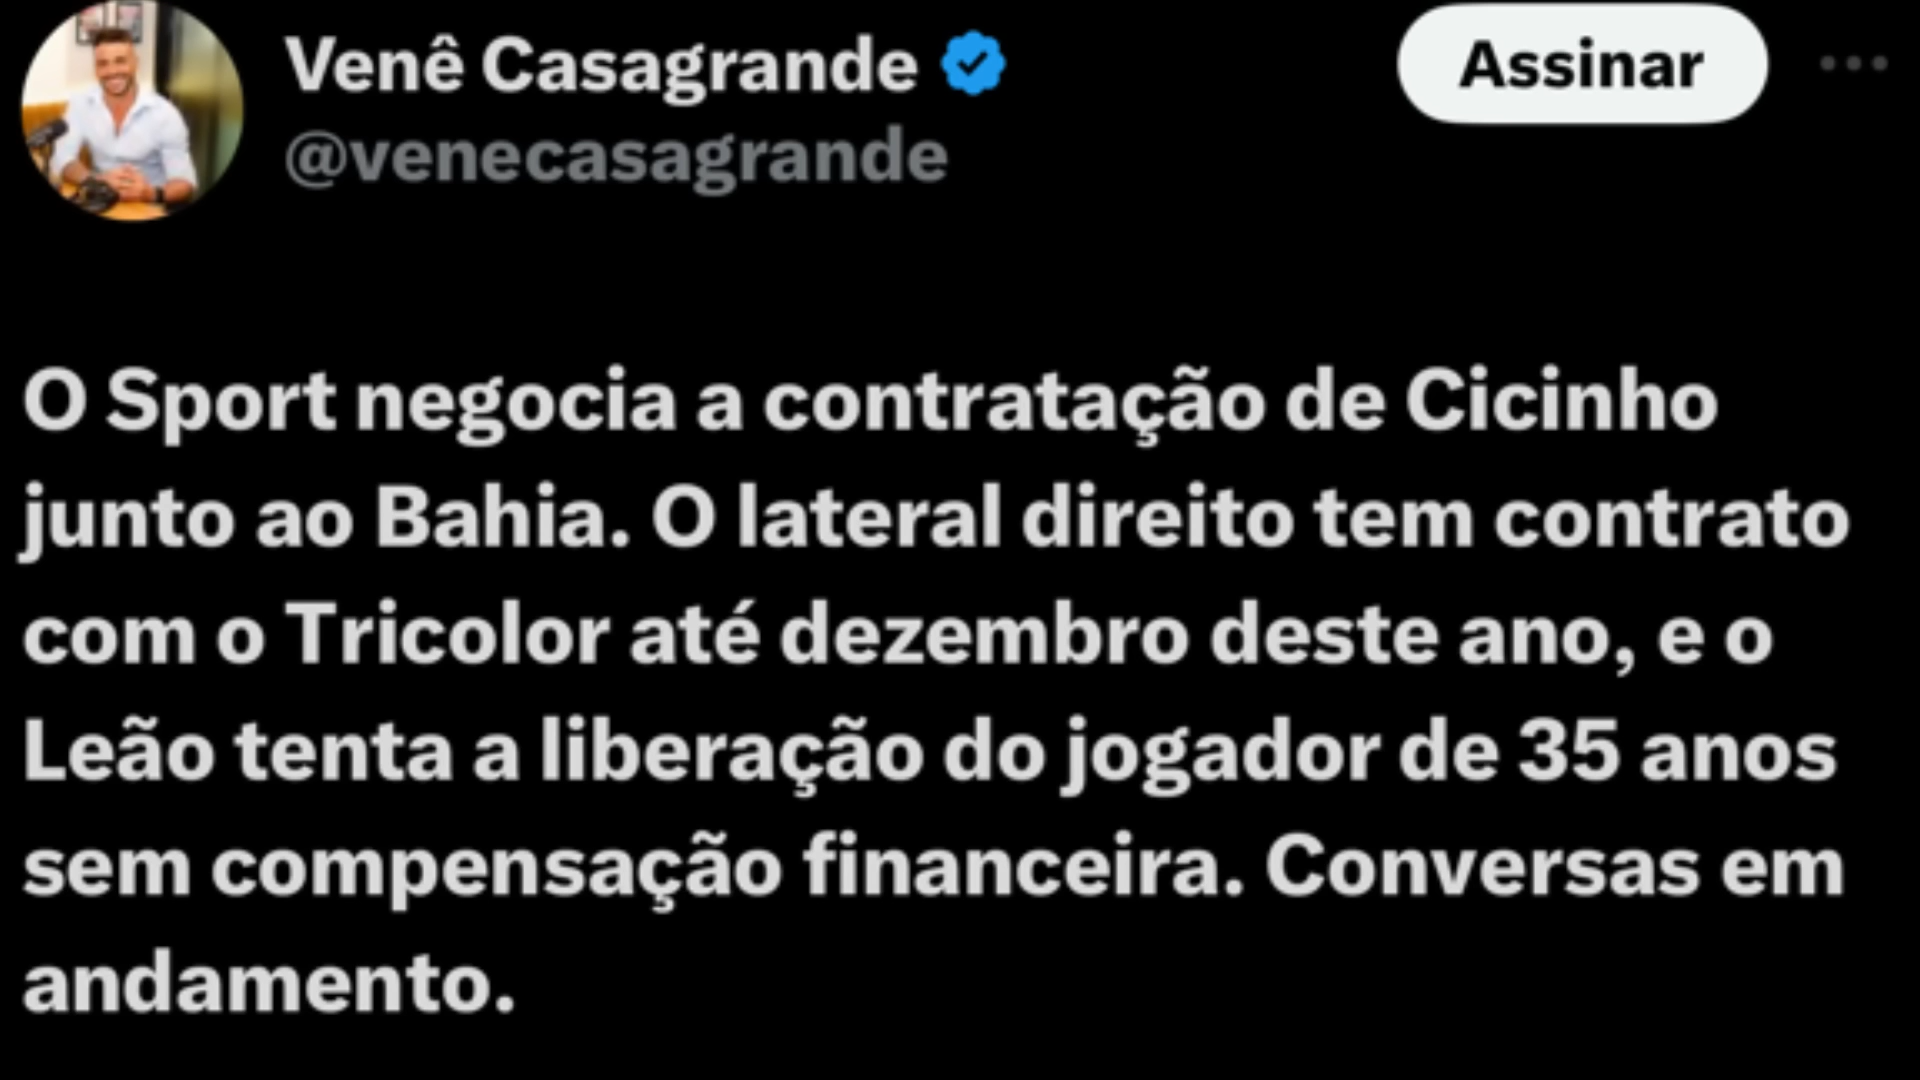 Venê Casagrande
Assinar
@venecasagrande
O Sport negocia a contratação de Cicinho
junto ao Bahia. O lateral direito tem contrato
com o Tricolor até dezembro deste ano, e o
Leão tenta a liberação do jogador de 35 anos
sem compensação financeira. Conversas em
andamento.